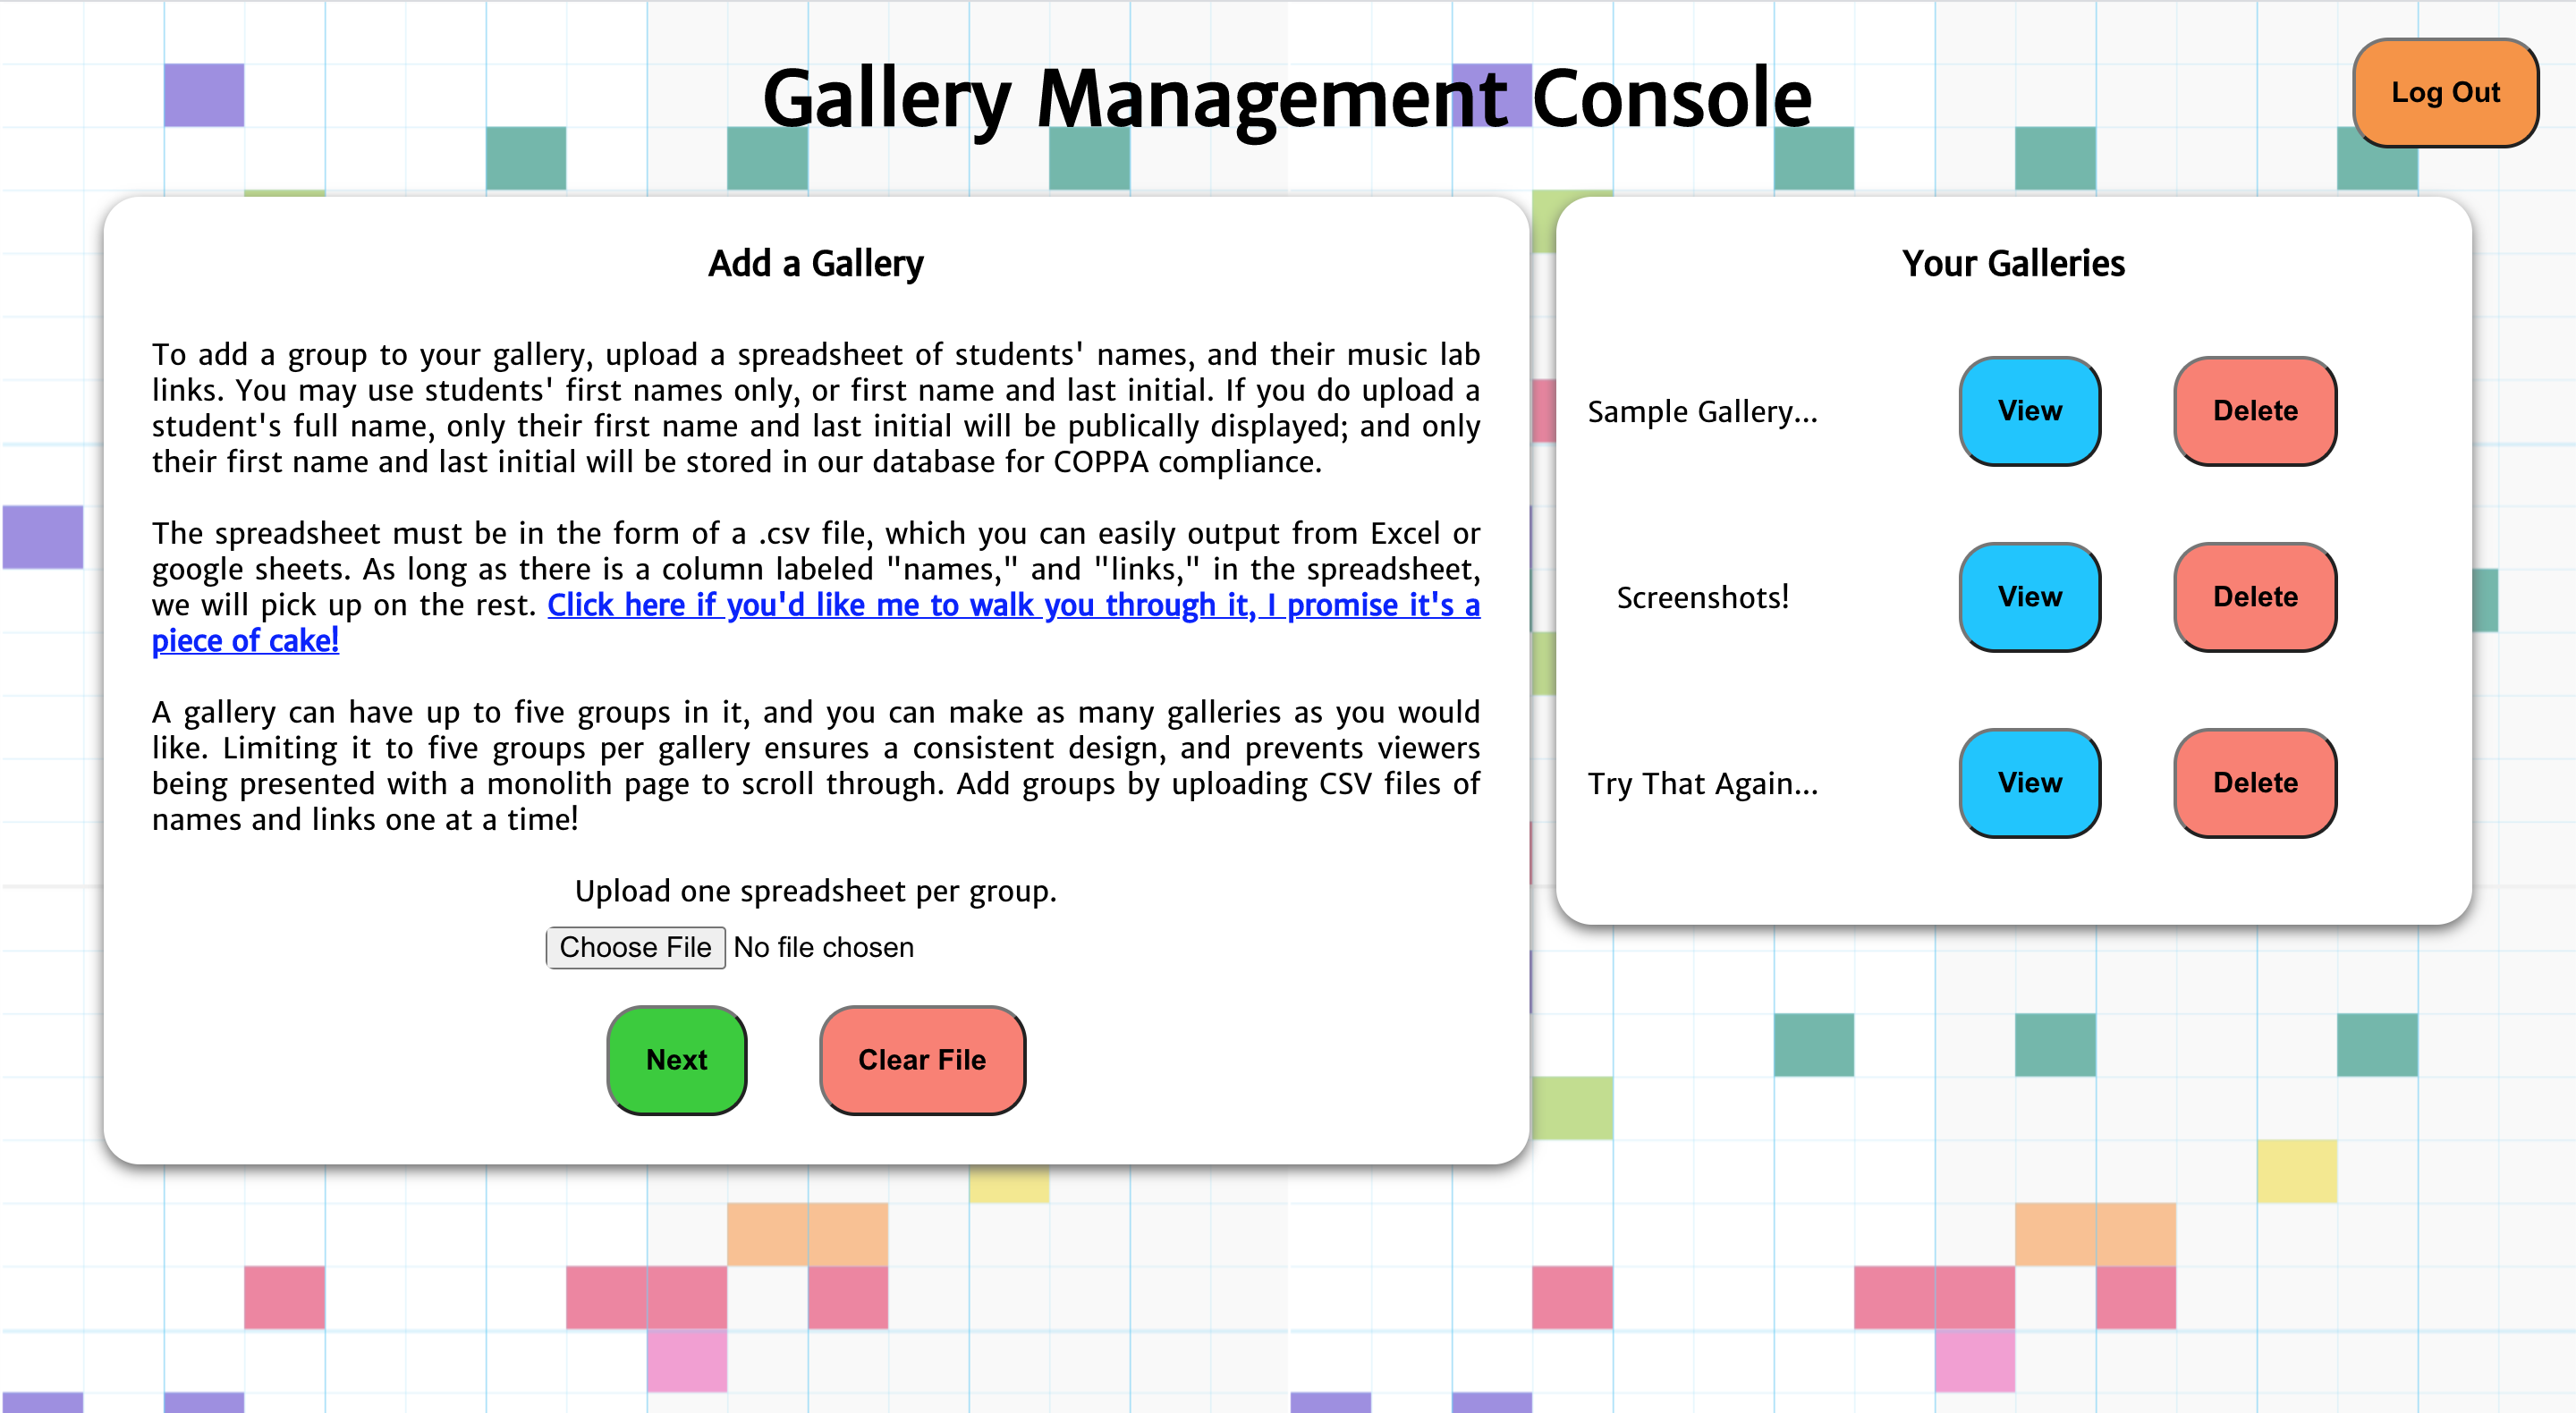 Gallery Management Console
Log Out
Add a Gallery
To add a group to your gallery, upload a spreadsheet of students' names, and their music lab
links. You may use students' first names only, or first name and last initial. If you do upload a
student's full name, only their first name and last initial will be publically displayed; and only
their first name and last initial will be stored in our database for COPPA compliance.
The spreadsheet must be in the form of a .csv file, which you can easily output from Excel or
google sheets. As long as there is a column labeled "names," and "links," in the spreadsheet,
we will pick up on the rest. Click here if you'd like me to walk you through it, I promise it's a
piece of cake!
A gallery can have up to five groups in it, and you can make as many galleries as you would
like. Limiting it to five groups per gallery ensures a consistent design, and prevents viewers
being presented with a monolith page to scroll through. Add groups by uploading CSV files of
names and links one at a time!
Upload one spreadsheet per group.
Choose File No file chosen
Next Clear File
Your Galleries
Sample Gallery... View Delete
Screenshots! View Delete
Try That Again... View Delete